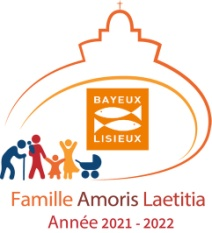 BAYEUX
LISIEUX
Famille Amoris Laetitia
Année 2021 - 2022